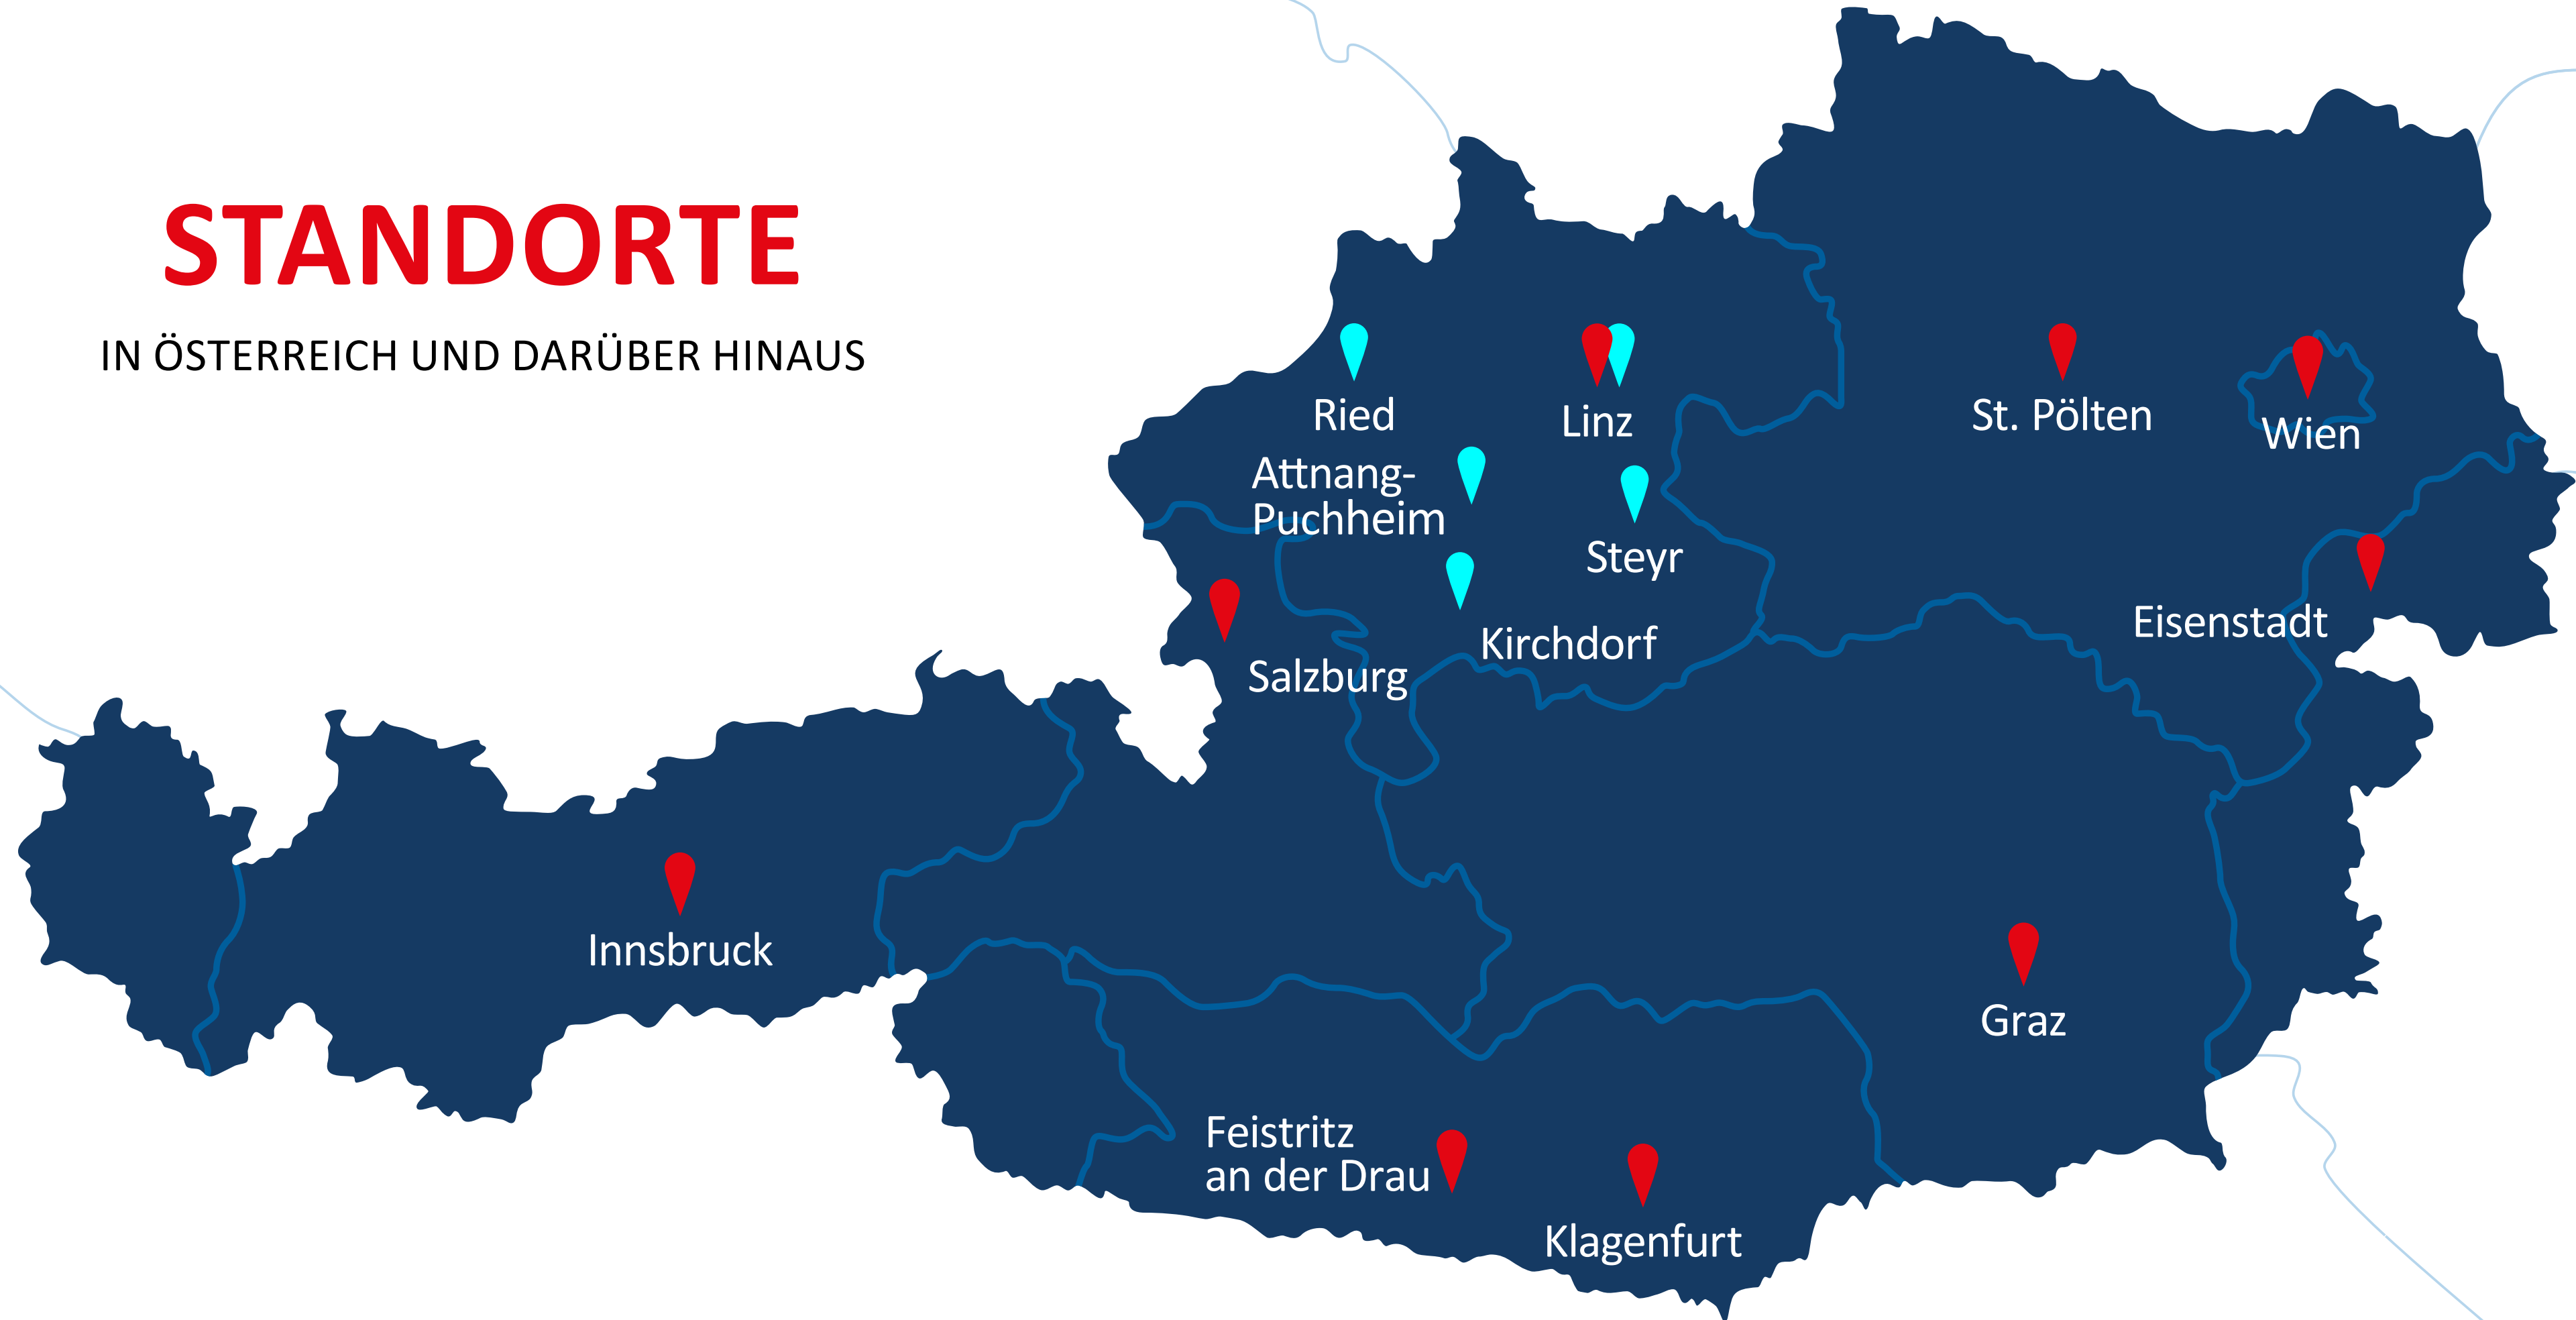 STANDORTE
IN ÖSTERREICH UND DARÜBER HINAUS
Ried
Linz
St. Pölten
Wien
Attnang-
Puchheim
Steyr
Eisenstadt
Kirchdorf
Salzburg
Innsbruck
Graz
Feistritz
an der Drau
Klagenfurt